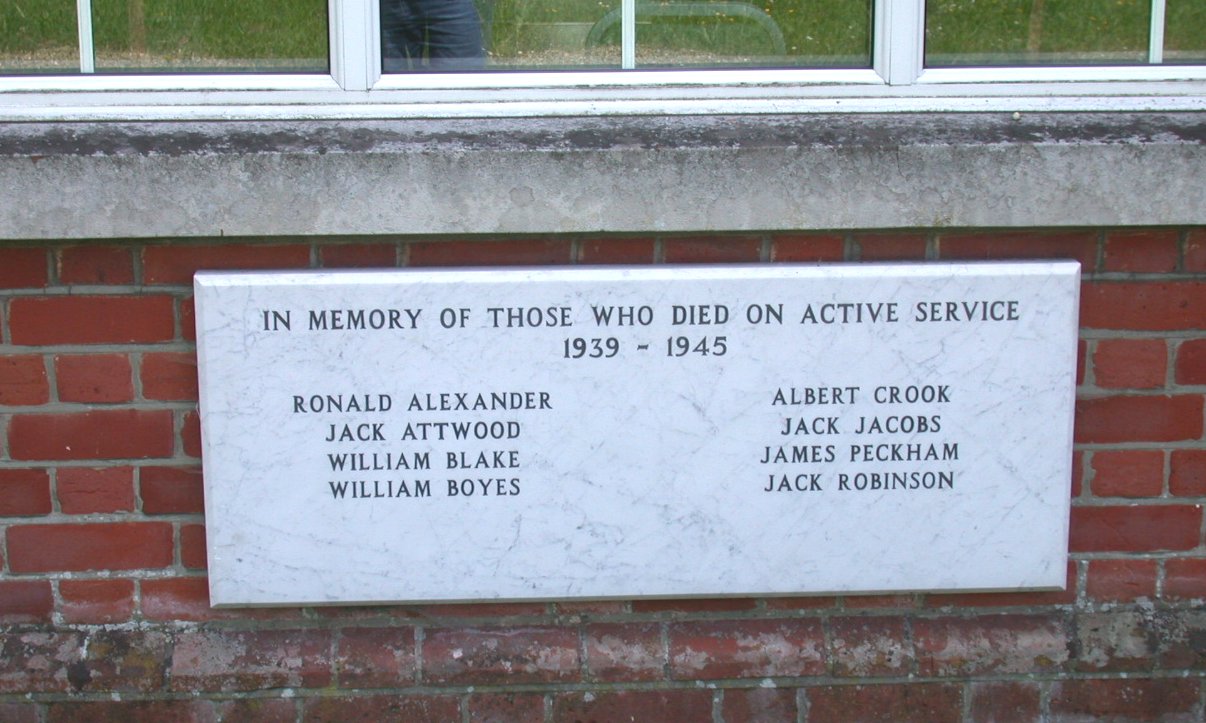 IN MEMORY OF THOSE WHO DIED ON ACTIVE SERVICE
1939 - 1945
RONALD ALEXANDER
JACK ATTWOOD
WILLIAM BLAKE
WILLIAM BOYES
ALBERT CROOK
JACK JACOBS
JAMES PECKHAM
JACK ROBINSON